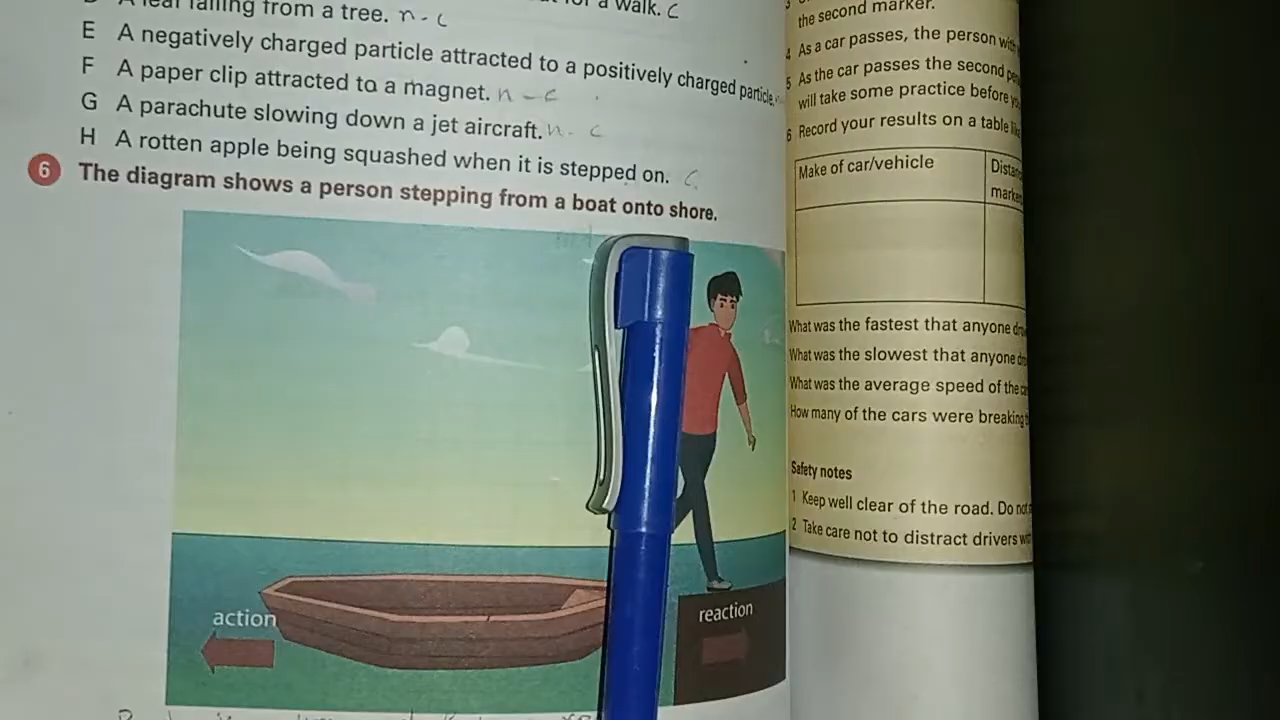 A leaf falling from a tree. n-c
a walk. C
E A negatively charged particle attracted to a positively charged particle.
F A paper clip attracted to a magnet. n-c
G A parachute slowing down a jet aircraft. n-c
H A rotten apple being squashed when it is stepped on. C
6 The diagram shows a person stepping from a boat onto shore.
action
reaction
the second marker.
4 As a car passes, the person
5 As the car passes the second
will take some practice before
6 Record your results on a table
Make of car/vehicle
What was the fastest that anyone
What was the slowest that anyone
What was the average speed of the
How many of the cars were breaking
Safety notes
1 Keep well clear of the road. Do not
2 Take care not to distract drivers